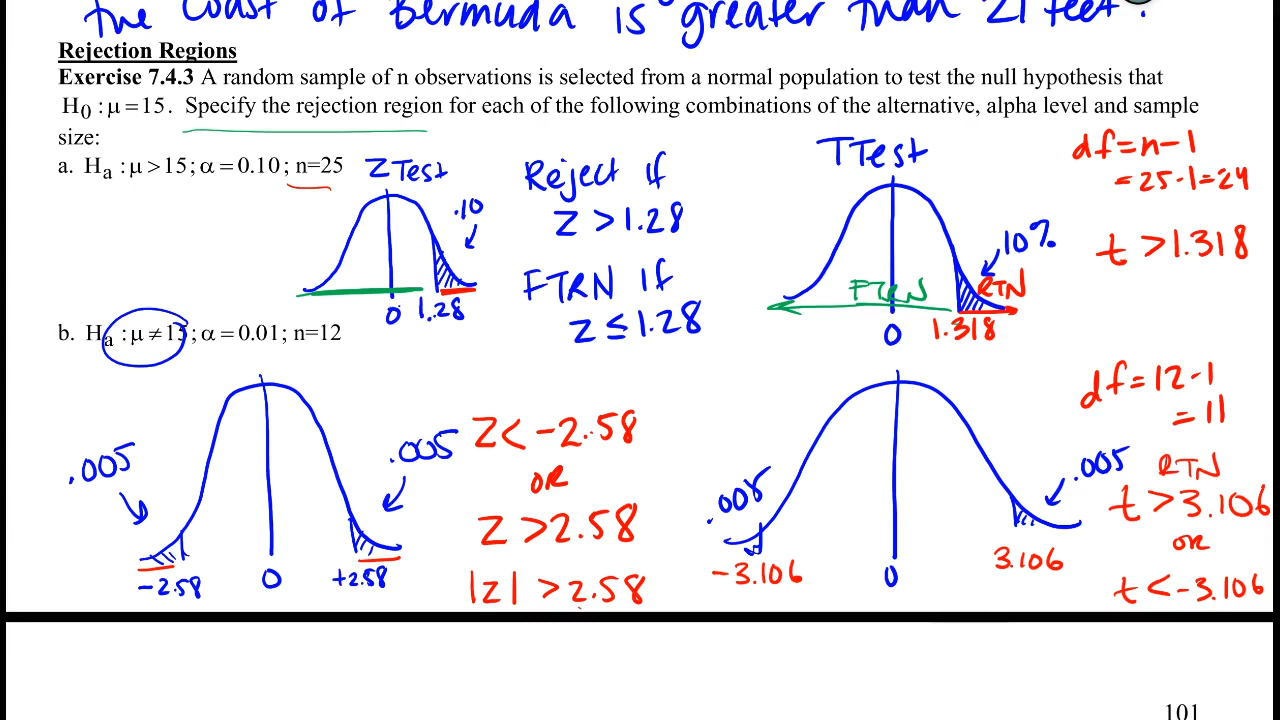 the coast of Bermuda is greater than 21 feet.
Rejection Regions
Exercise 7.4.3 A random sample of n observations is selected from a normal population to test the null hypothesis that
H₀ : μ = 15. Specify the rejection region for each of the following combinations of the alternative, alpha level and sample
size:
a. Hₐ : μ > 15; α = 0.10; n=25
Z Test
.10
0 1.28
Reject if
Z > 1.28
FTRN if
Z ≤ 1.28
T Test
10%
FTRN
RTN
0 1.318
df = n-1
= 25-1 = 24
t > 1.318
b. Hₐ : μ ≠ 15; α = 0.01; n=12
.005
.005
-2.58 0 +2.58
Z < -2.58
OR
Z > 2.58
|z| > 2.58
.005
.005
-3.106 0 3.106
df = 12-1
= 11
RTN
t > 3.106
OR
t < -3.106
101